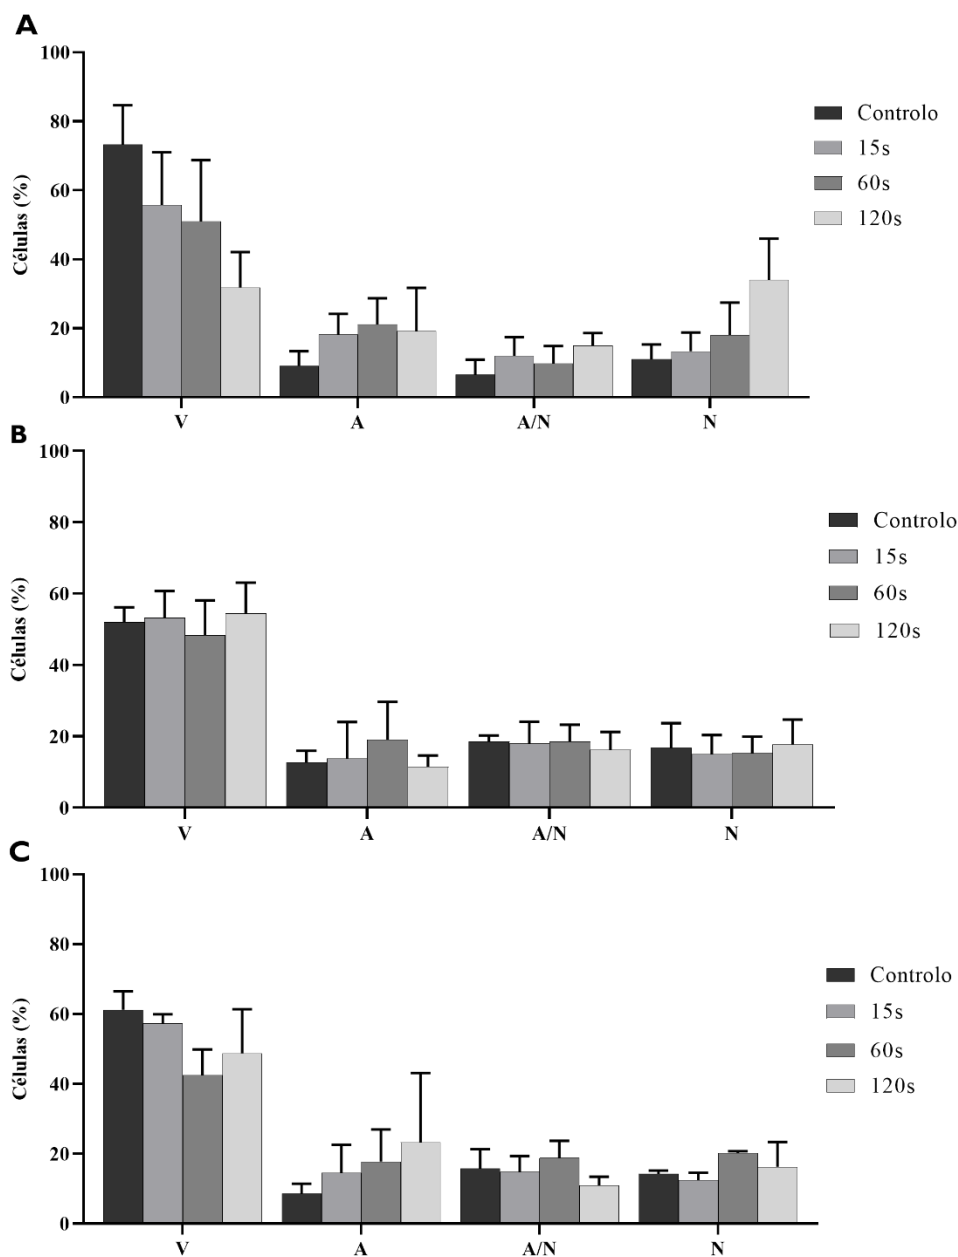 A
100
80
60
40
20
0
Células (%)
V A A/N N
Controlo
15s
60s
120s
B
100
80
60
40
20
0
Células (%)
V A A/N N
Controlo
15s
60s
120s
C
100
80
60
40
20
0
Células (%)
V A A/N N
Controlo
15s
60s
120s